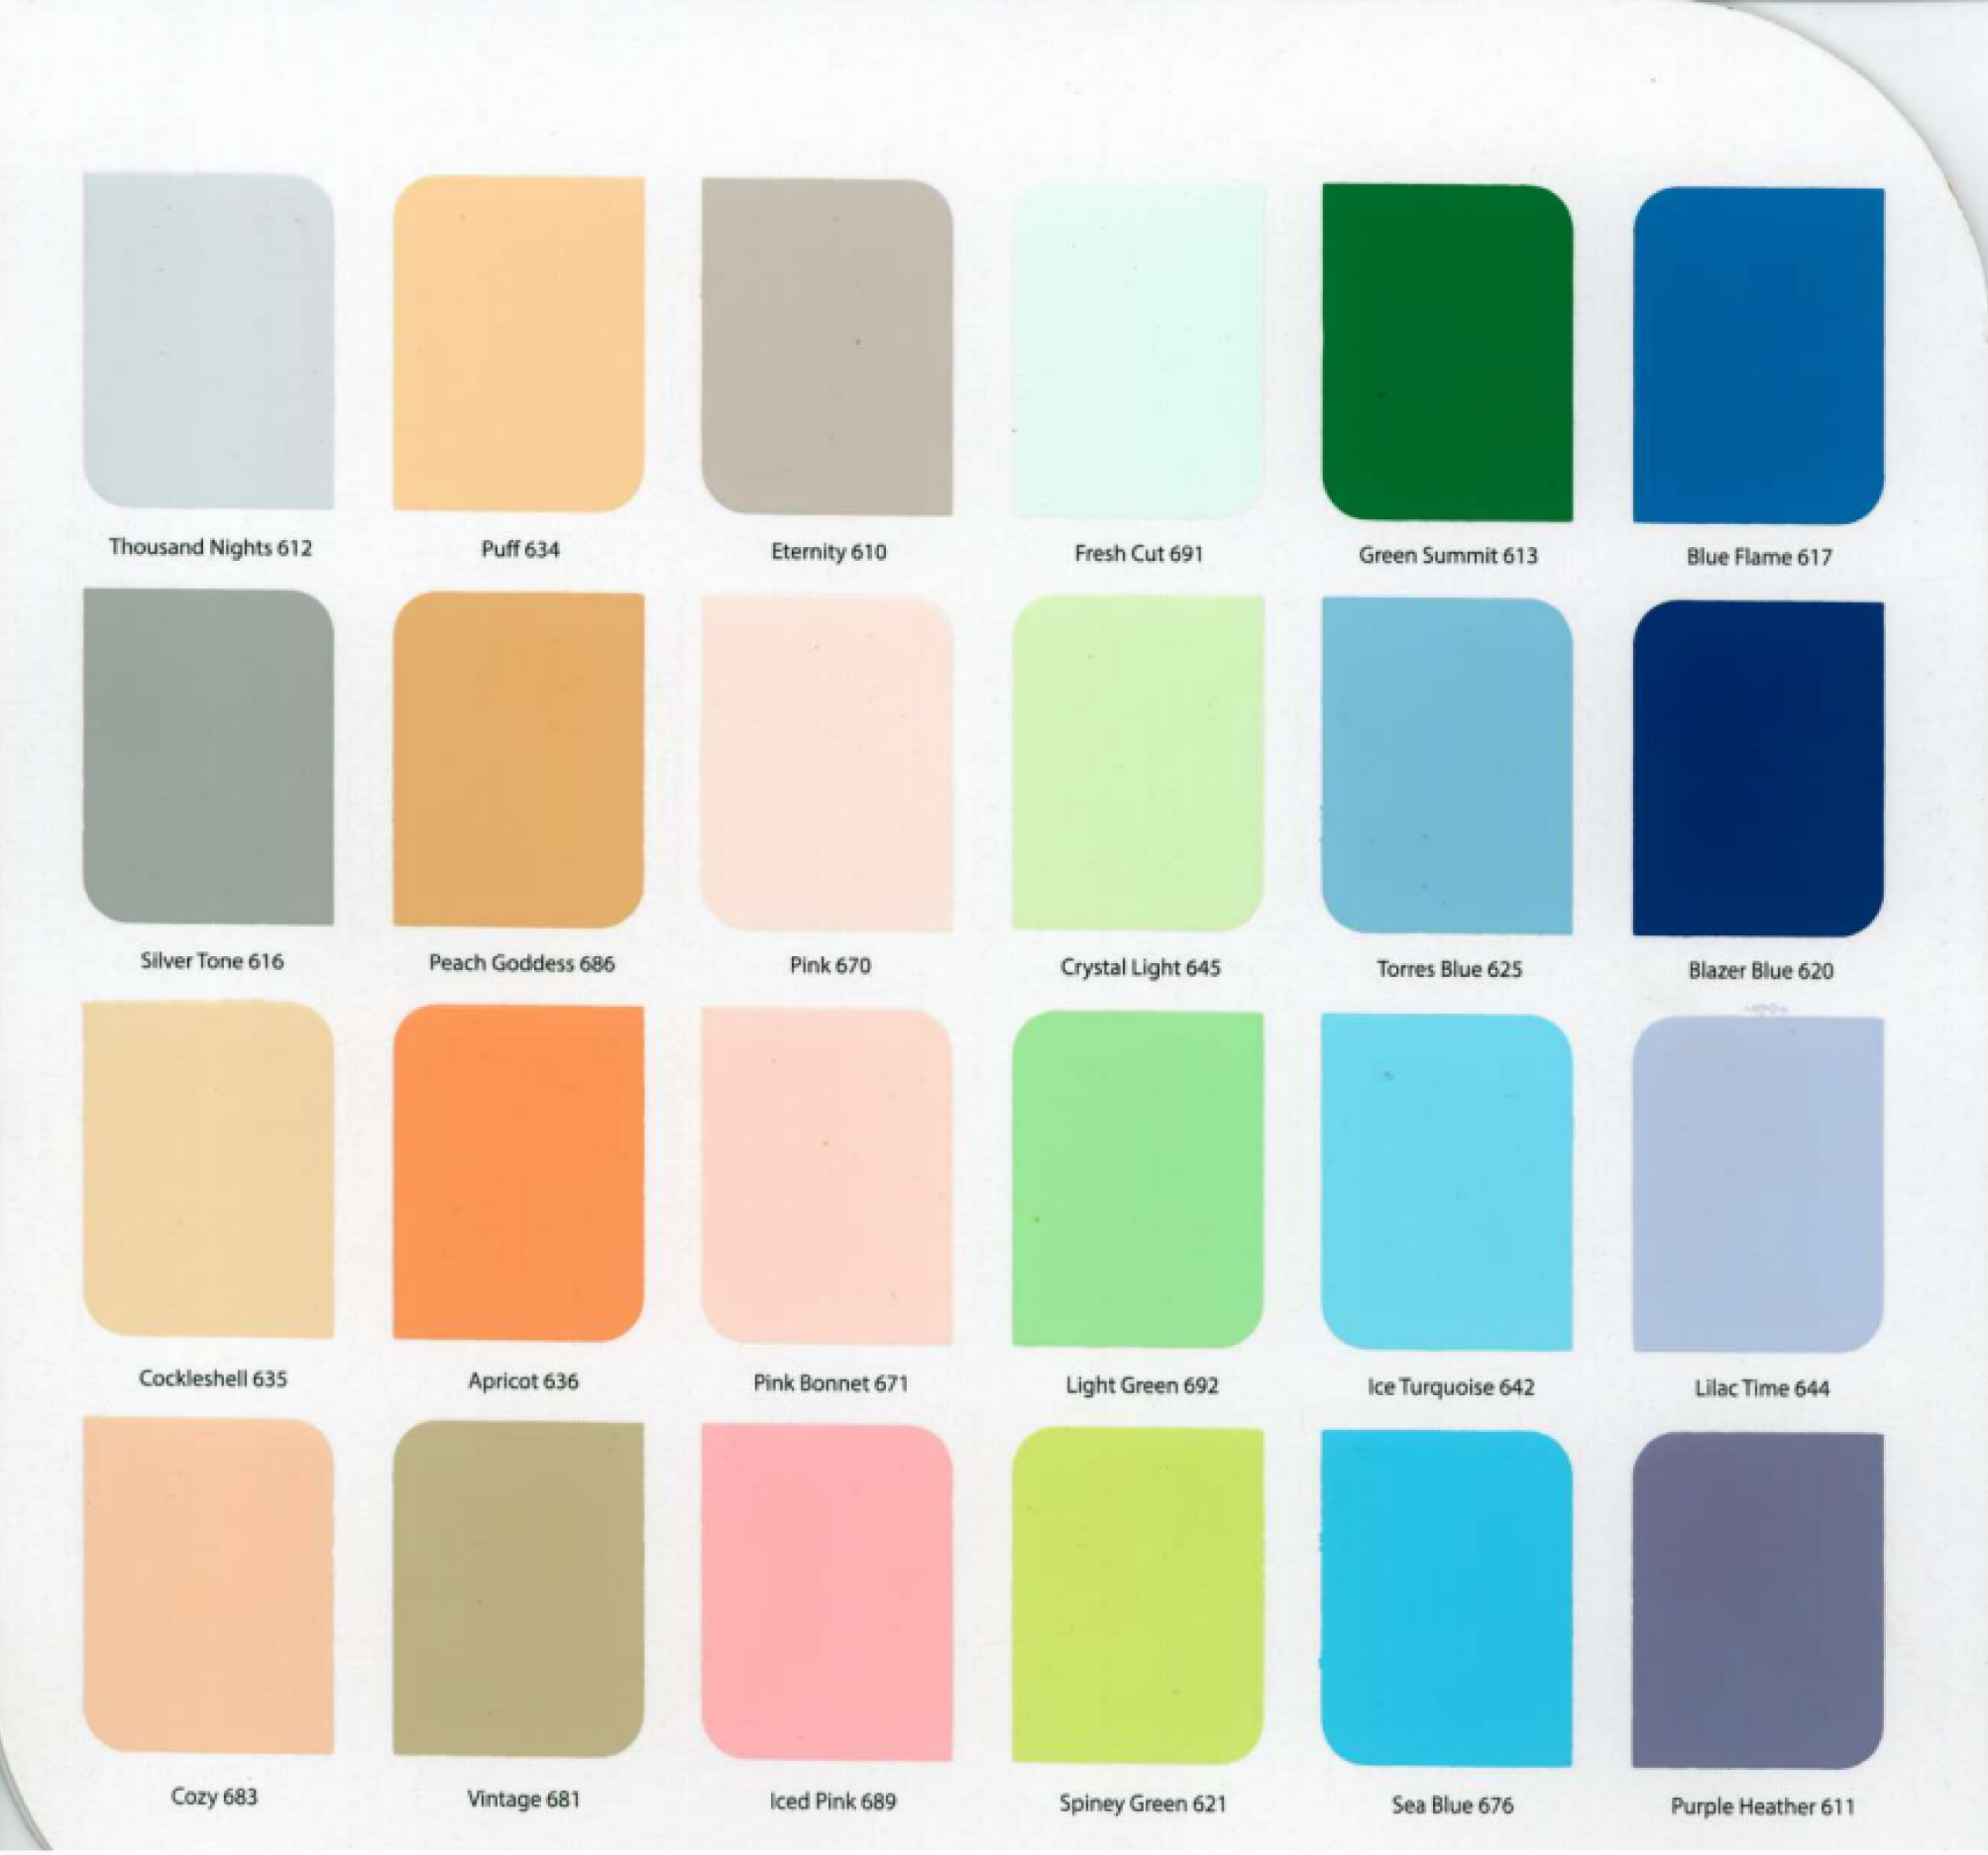 Thousand Nights 612
Puff 634
Eternity 610
Fresh Cut 691
Green Summit 613
Blue Flame 617
Silver Tone 616
Peach Goddess 686
Pink 670
Crystal Light 645
Torres Blue 625
Blazer Blue 620
Cockleshell 635
Apricot 636
Pink Bonnet 671
Light Green 692
Ice Turquoise 642
Lilac Time 644
Cozy 683
Vintage 681
Iced Pink 689
Spiney Green 621
Sea Blue 676
Purple Heather 611